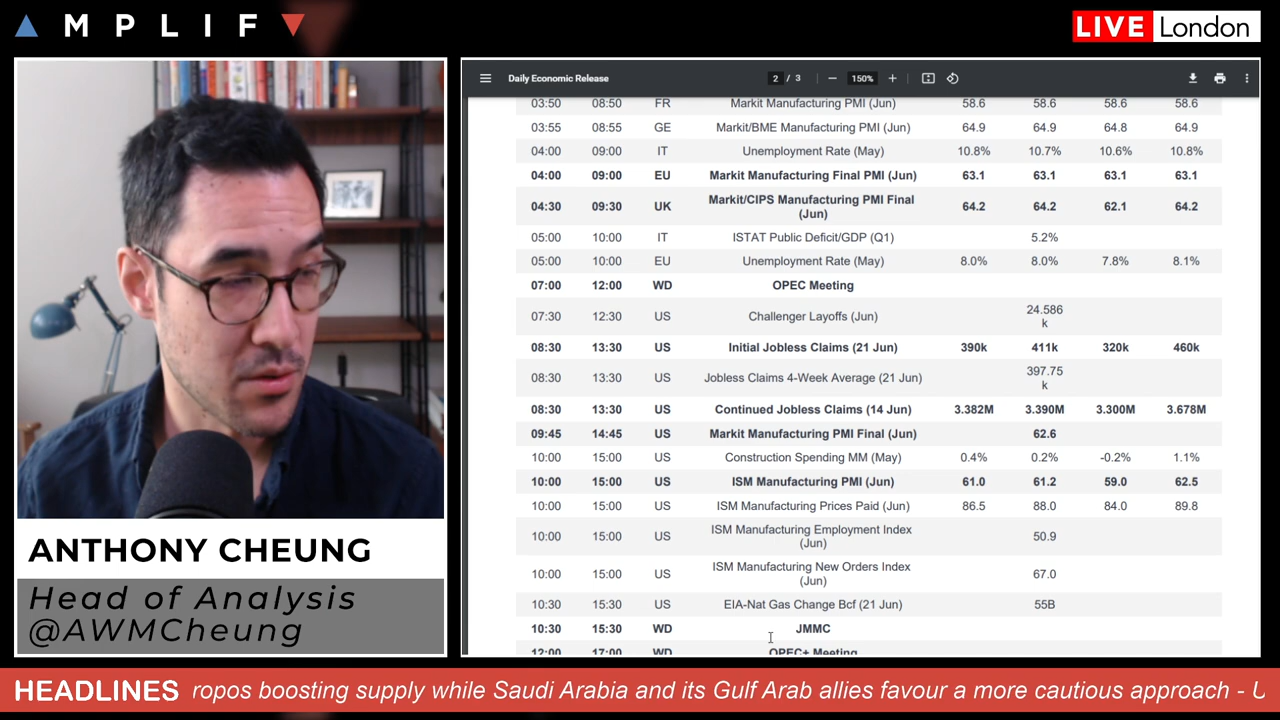 AMPLIFY
LIVE London
Daily Economic Release
2 / 3
150%
03:50 08:50 FR Markit Manufacturing PMI (Jun) 58.6 58.6 58.6 58.6
03:55 08:55 GE Markit/BME Manufacturing PMI (Jun) 64.9 64.9 64.8 64.9
04:00 09:00 IT Unemployment Rate (May) 10.8% 10.7% 10.6% 10.8%
04:00 09:00 EU Markit Manufacturing Final PMI (Jun) 63.1 63.1 63.1 63.1
04:30 09:30 UK Markit/CIPS Manufacturing PMI Final (Jun) 64.2 64.2 62.1 64.2
05:00 10:00 IT ISTAT Public Deficit/GDP (Q1) 5.2%
05:00 10:00 EU Unemployment Rate (May) 8.0% 8.0% 7.8% 8.1%
07:00 12:00 WD OPEC Meeting
07:30 12:30 US Challenger Layoffs (Jun) 24.586 k
08:30 13:30 US Initial Jobless Claims (21 Jun) 390k 411k 320k 460k
08:30 13:30 US Jobless Claims 4-Week Average (21 Jun) 397.75 k
08:30 13:30 US Continued Jobless Claims (14 Jun) 3.382M 3.390M 3.300M 3.678M
09:45 14:45 US Markit Manufacturing PMI Final (Jun) 62.6
10:00 15:00 US Construction Spending MM (May) 0.4% 0.2% -0.2% 1.1%
10:00 15:00 US ISM Manufacturing PMI (Jun) 61.0 61.2 59.0 62.5
10:00 15:00 US ISM Manufacturing Prices Paid (Jun) 86.5 88.0 84.0 89.8
10:00 15:00 US ISM Manufacturing Employment Index (Jun) 50.9
10:00 15:00 US ISM Manufacturing New Orders Index (Jun) 67.0
10:30 15:30 US EIA-Nat Gas Change Bcf (21 Jun) 55B
10:30 15:30 WD JMMC
12:00 17:00 WD OPEC+ Meeting
ANTHONY CHEUNG
Head of Analysis
@AWMCheung
HEADLINES ropos boosting supply while Saudi Arabia and its Gulf Arab allies favour a more cautious approach - U